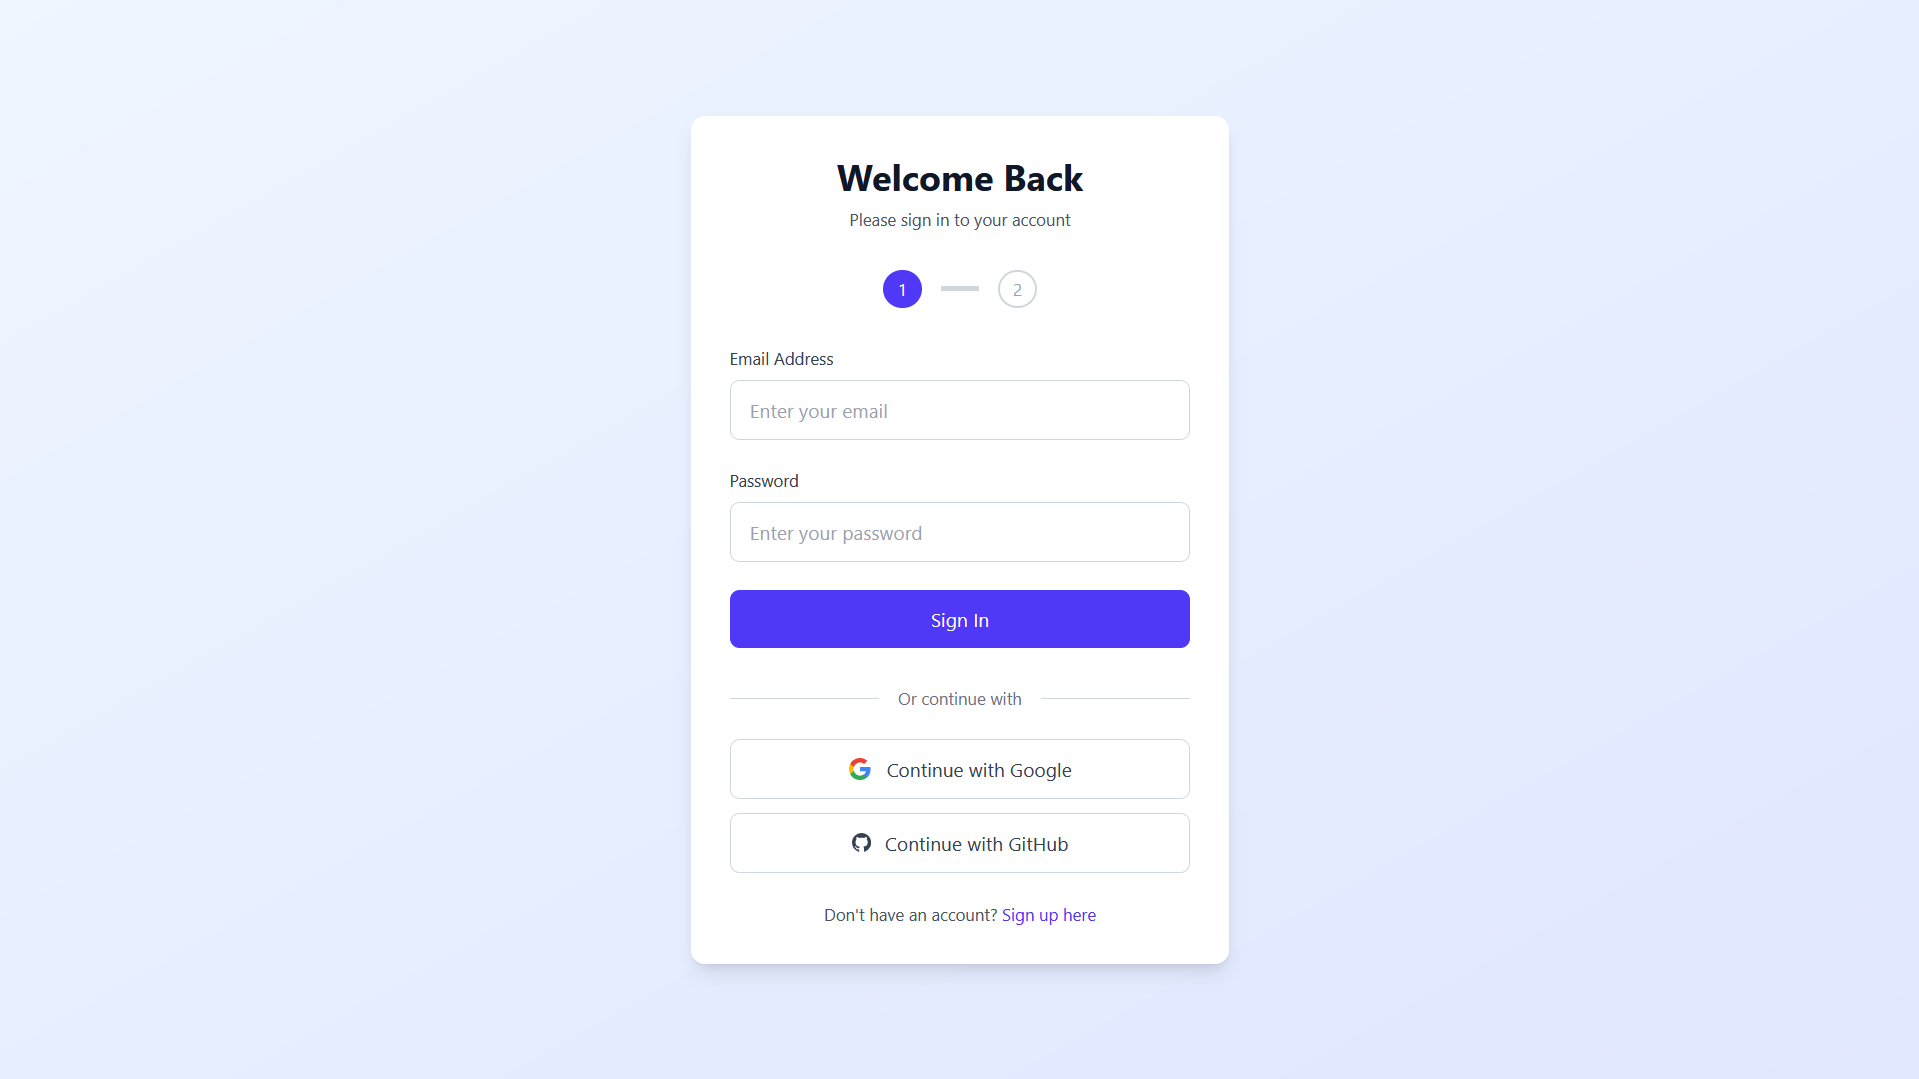 Welcome Back
Please sign in to your account
1 2
Email Address
Enter your email
Password
Enter your password
Sign In
Or continue with
Continue with Google
Continue with GitHub
Don't have an account? Sign up here